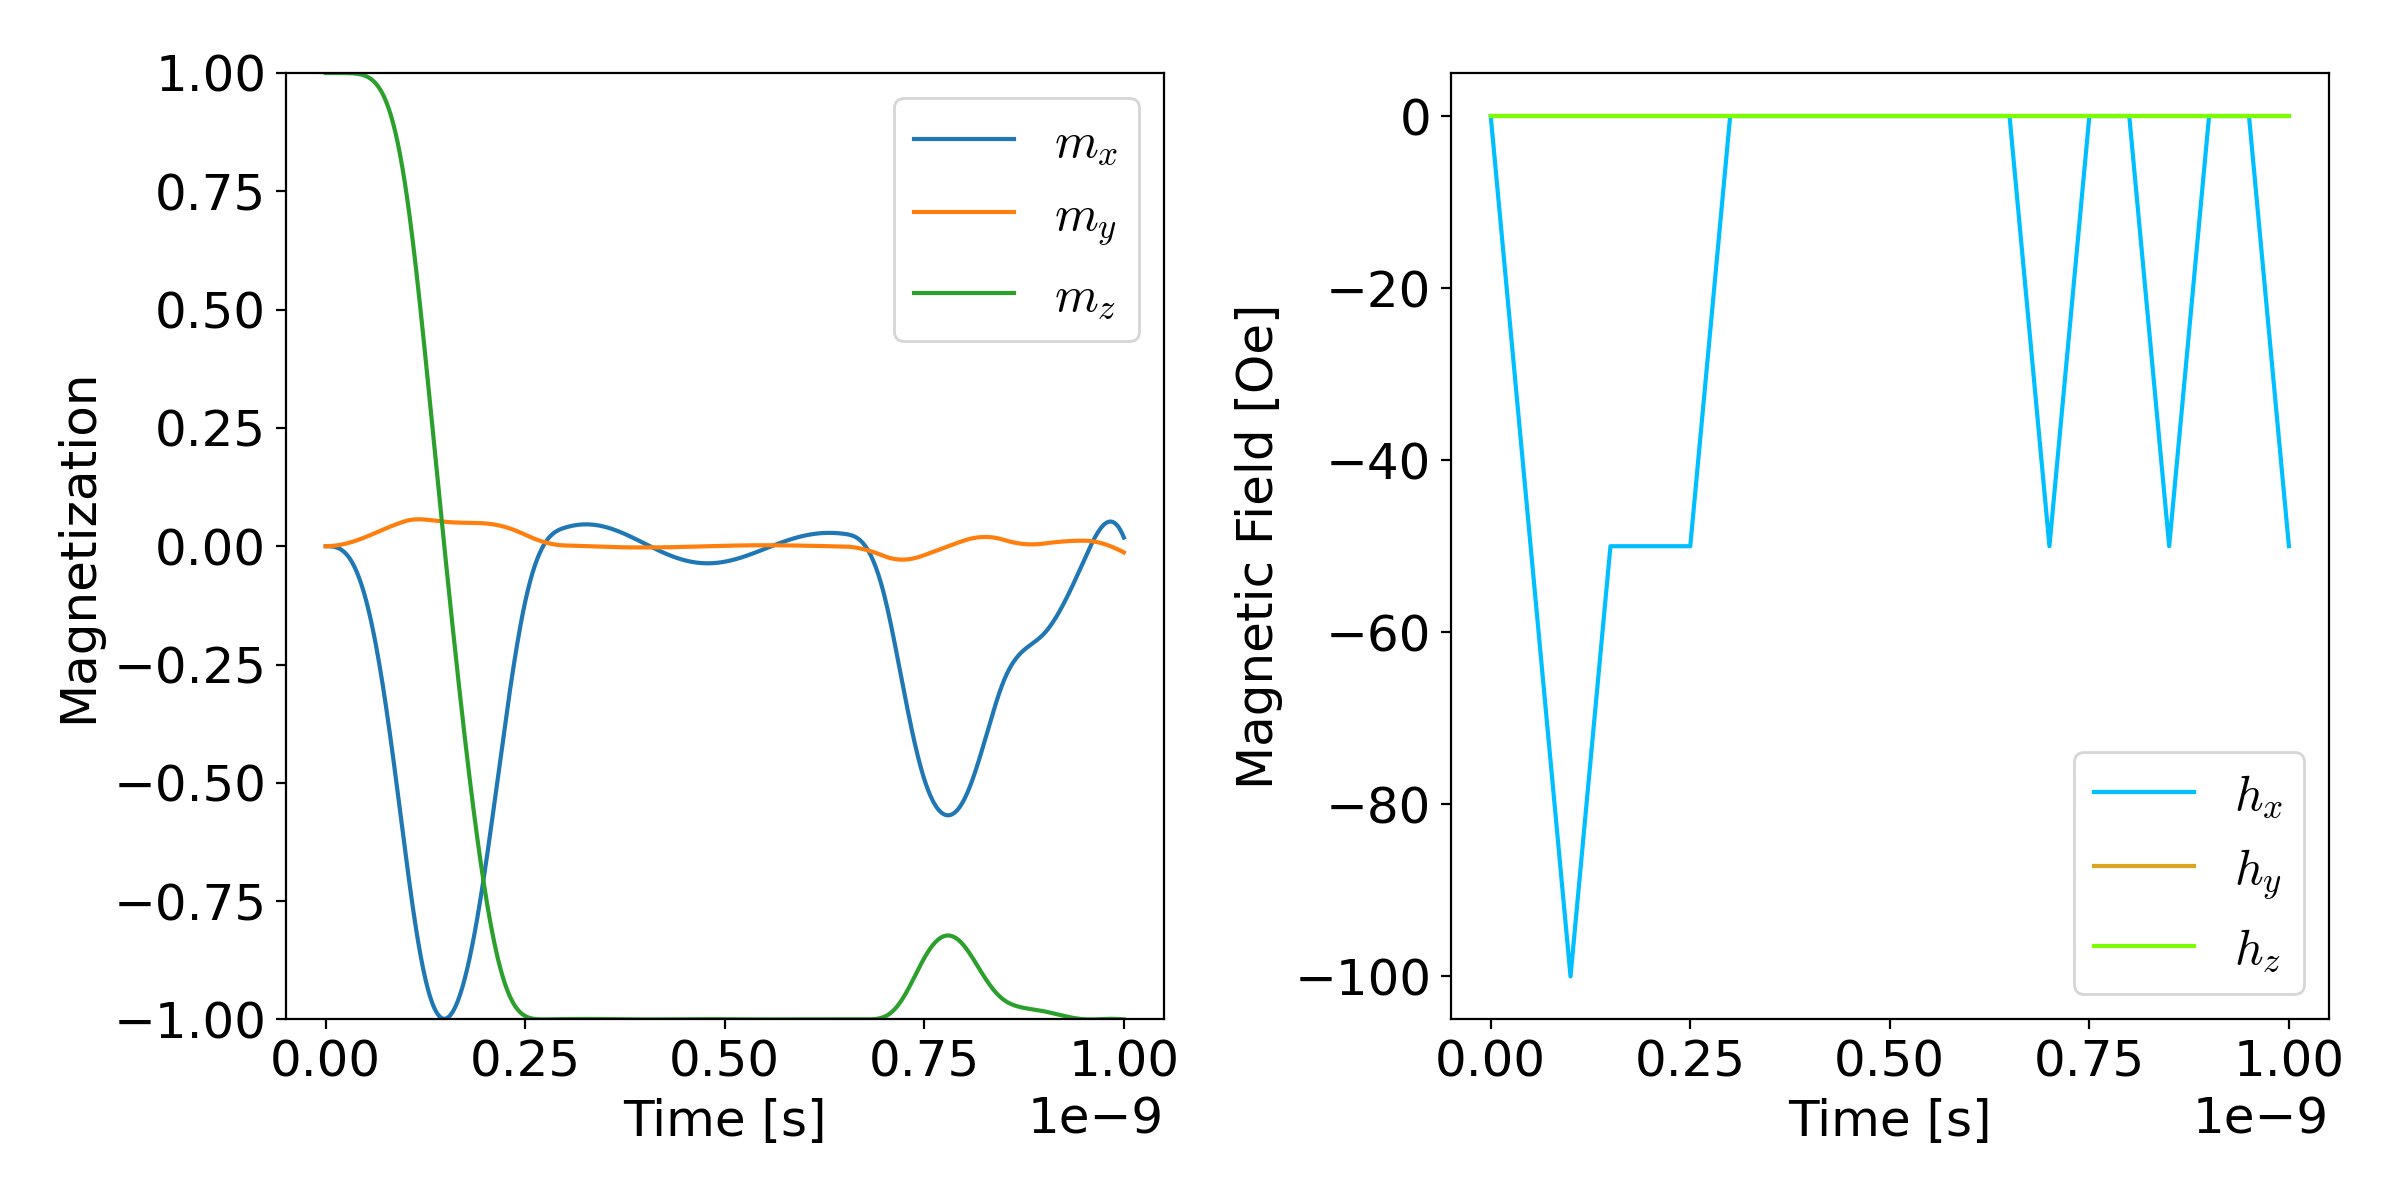 1.00
0.75
0.50
0.25
0.00
−0.25
−0.50
−0.75
−1.00
Magnetization
0.00 0.25 0.50 0.75 1.00
Time [s]
1e−9
m_x
m_y
m_z
0
−20
−40
−60
−80
−100
Magnetic Field [Oe]
0.00 0.25 0.50 0.75 1.00
Time [s]
1e−9
h_x
h_y
h_z